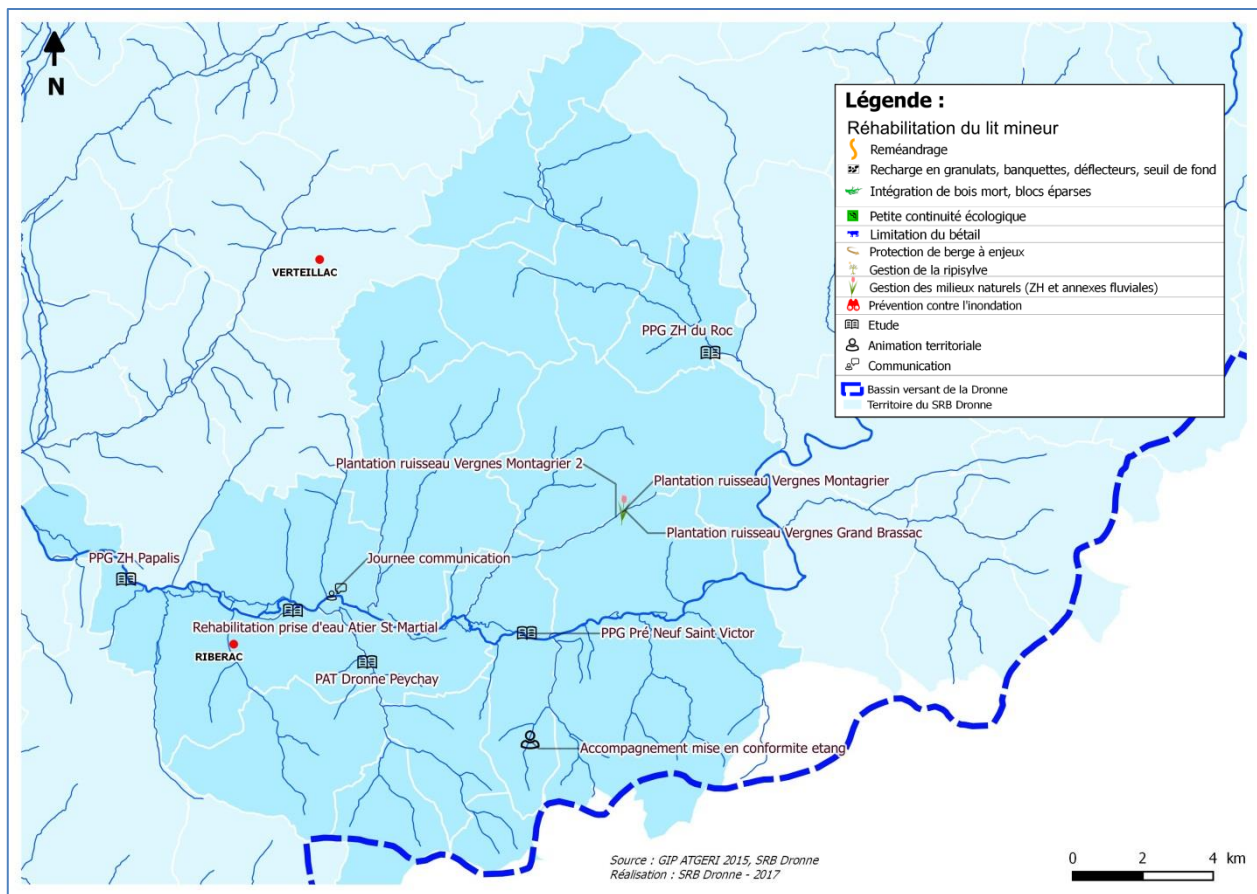 N
Légende :
Réhabilitation du lit mineur
Reméandrage
Recharge en granulats, banquettes, déflecteurs, seuil de fond
Intégration de bois mort, blocs éparses
Petite continuité écologique
Limitation du bétail
Protection de berge à enjeux
Gestion de la ripisylve
Gestion des milieux naturels (ZH et annexes fluviales)
Prévention contre l'inondation
Etude
Animation territoriale
Communication
Bassin versant de la Dronne
Territoire du SRB Dronne
VERTEILLAC
PPG ZH du Roc
Plantation ruisseau Vergnes Montagrier 2
Plantation ruisseau Vergnes Montagrier
Plantation ruisseau Vergnes Grand Brassac
PPG ZH Papalis
Journee communication
Rehabilitation prise d'eau Atier St Martial
PPG Pré Neuf Saint Victor
RIBERAC
PAT Dronne Peychay
Accompagnement mise en conformite etang
Source : GIP ATGERI 2015, SRB Dronne
Réalisation : SRB Dronne - 2017
0 2 4 km